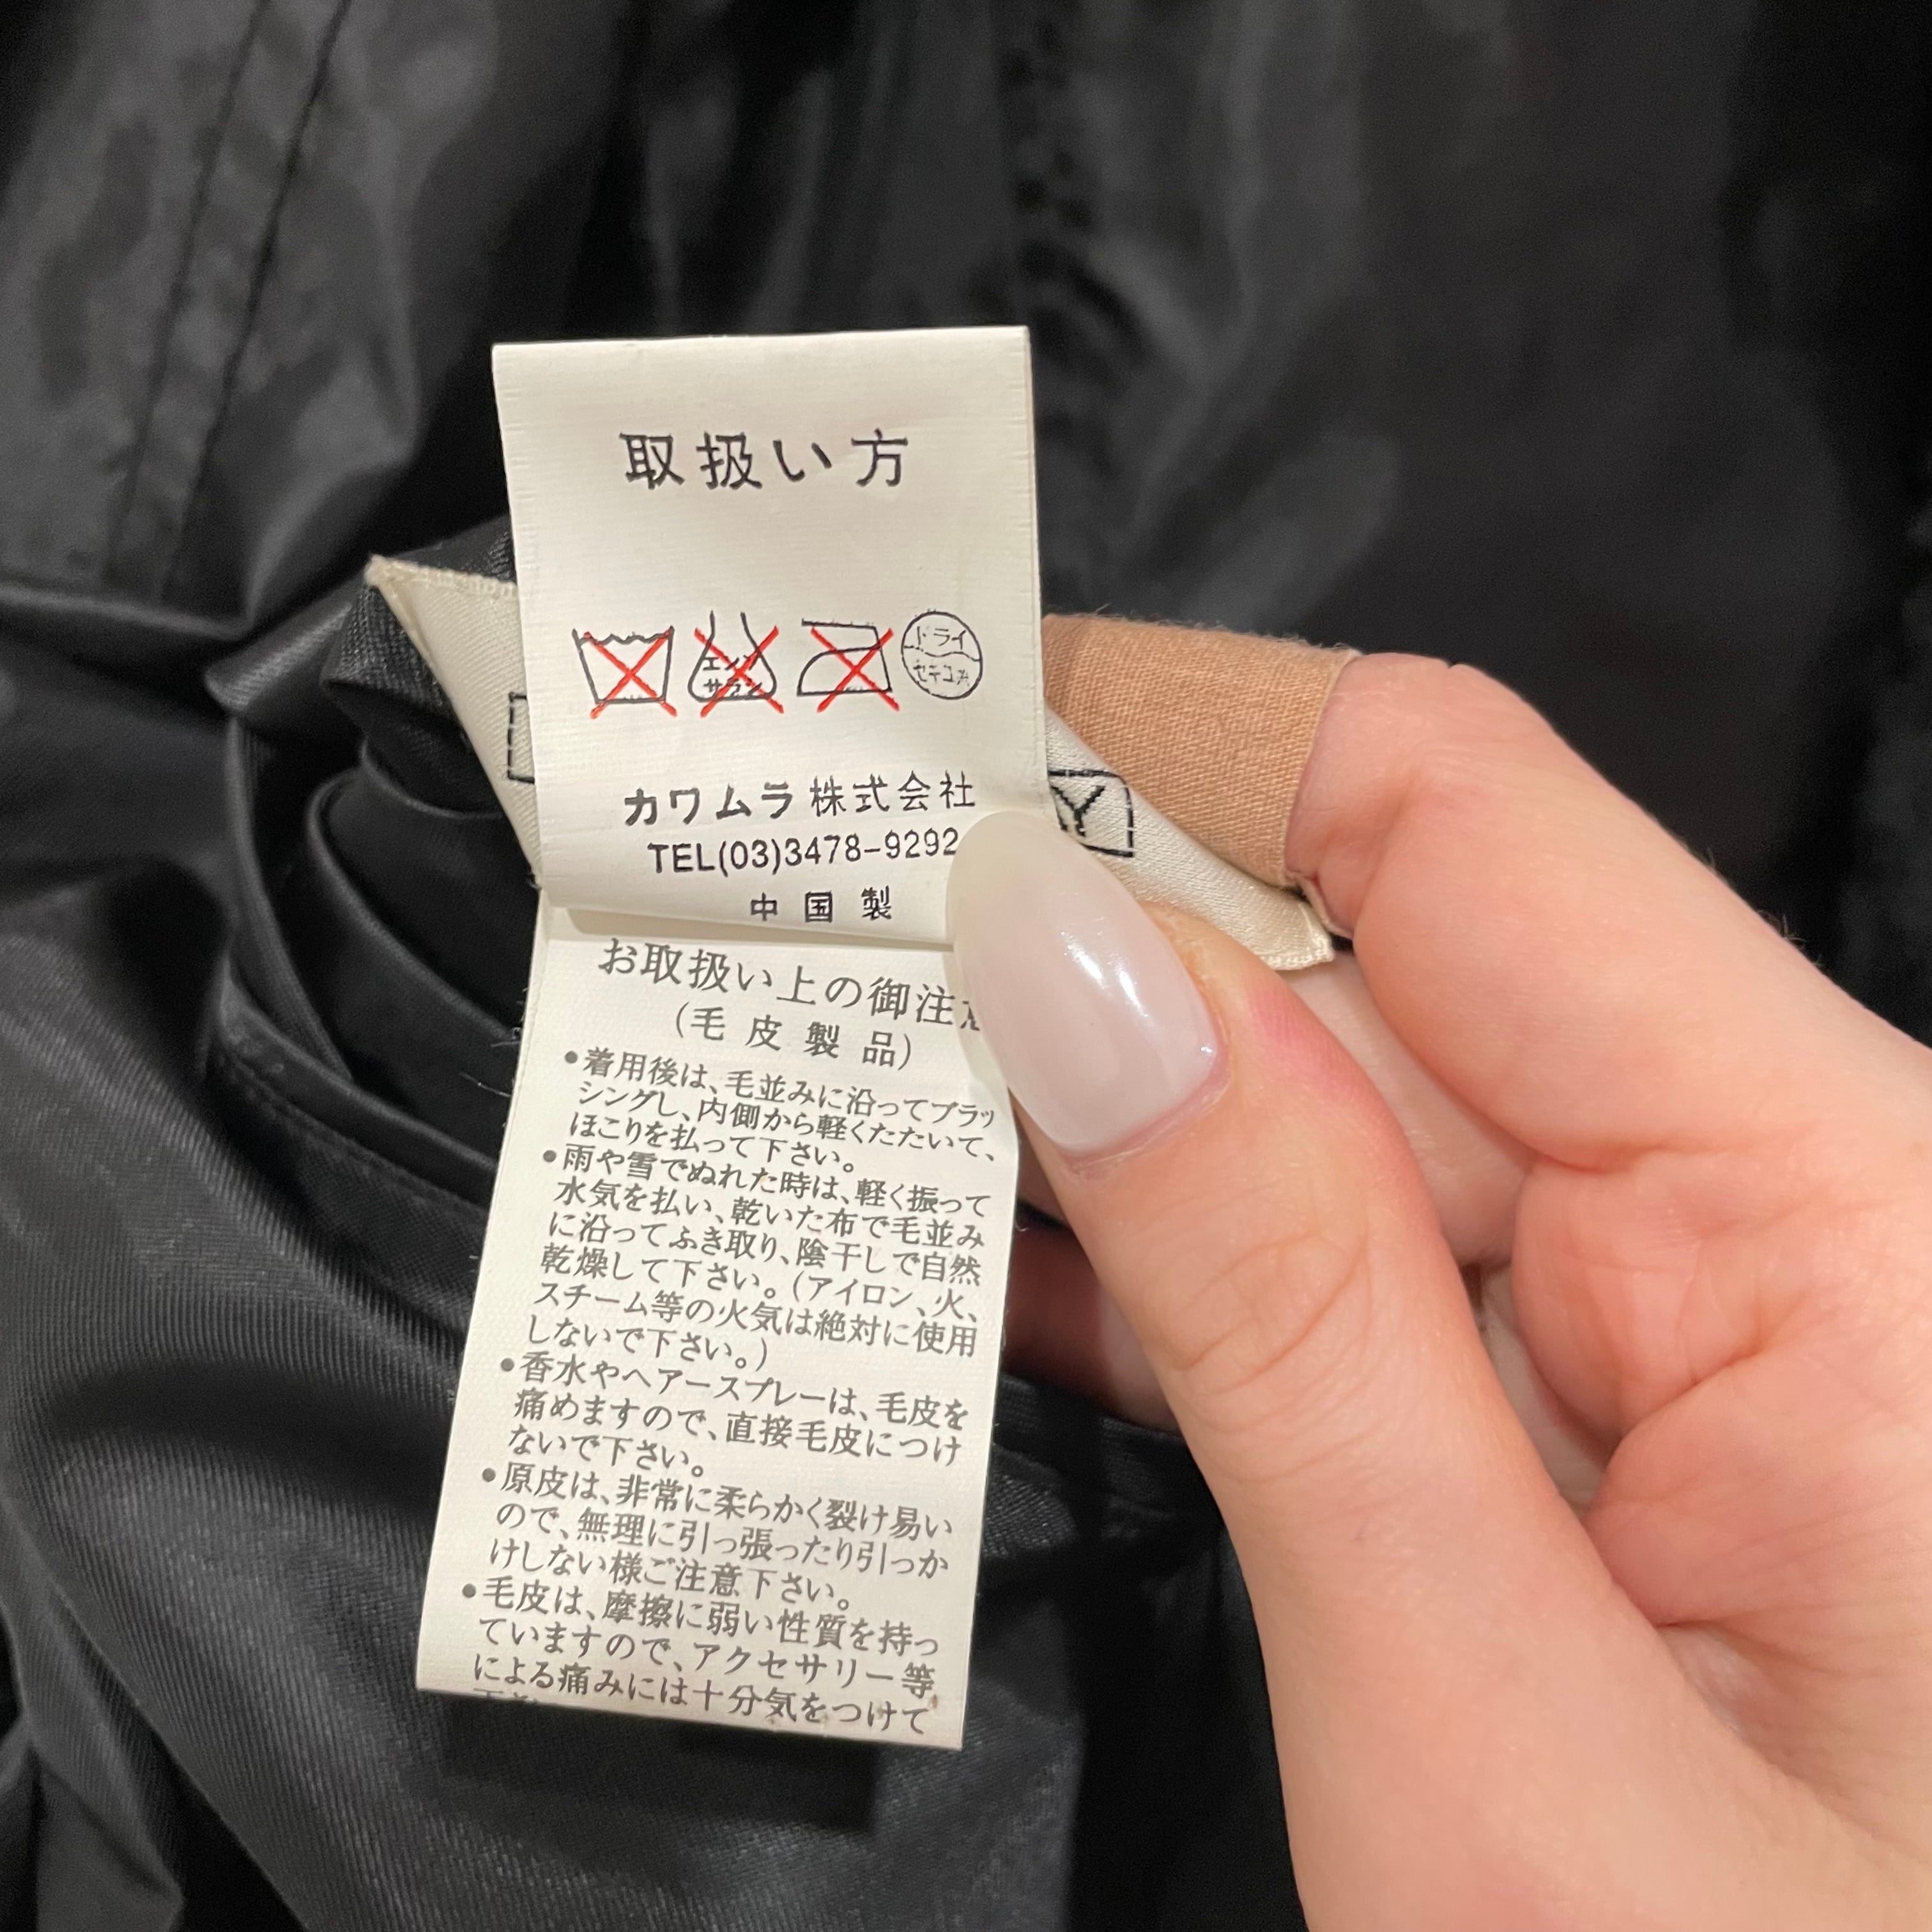 取扱い方
エンソ
サラシ
ドライ
セキユ系
カワムラ株式会社
TEL(03)3478-9292
中国製
Y
お取扱い上の御注
(毛皮製品)
•着用後は、毛並みに沿ってブラッ
シングし、内側から軽くたたいて、
ほこりを払って下さい。
•雨や雪でぬれた時は、軽く振って
水気を払い、乾いた布で毛並み
に沿ってふき取り、陰干しで自然
乾燥して下さい。(アイロン、火、
スチーム等の火気は絶対に使用
しないで下さい。)
•香水やヘアースプレーは、毛皮を
痛めますので、直接毛皮につけ
ないで下さい。
•原皮は、非常に柔らかく裂け易い
ので、無理に引っ張ったり引っか
けしない様ご注意下さい。
•毛皮は、摩擦に弱い性質を持っ
ていますので、アクセサリー等
による痛みには十分気をつけて